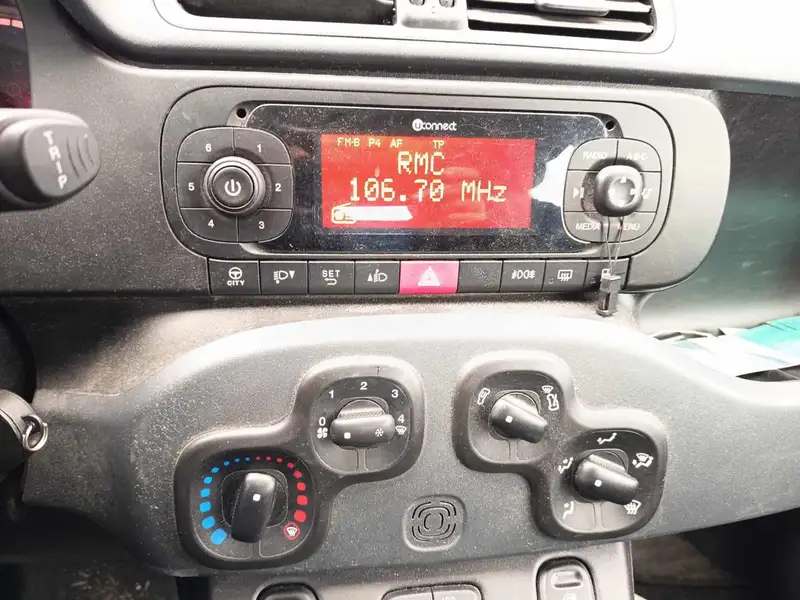 uconnect
TRIP
6 1
5 2
4 3
FM-B P4 AF TP
RMC
106.70 MHz
RADIO A-B-C
MEDIA MENU
CITY
SET
0 1 2 3 4